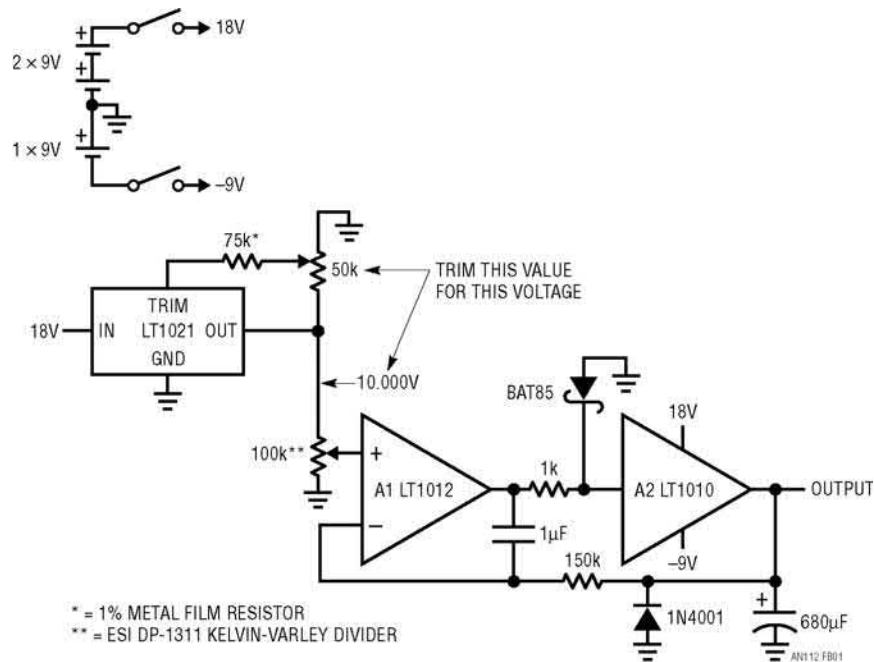 +
18V
2 × 9V
+
+
1 × 9V
–9V
75k*
50k
TRIM THIS VALUE
FOR THIS VOLTAGE
TRIM
18V
IN
LT1021
OUT
GND
10.000V
BAT85
18V
100k**
+
1k
A1 LT1012
A2 LT1010
OUTPUT
–
1µF
–9V
150k
+
1N4001
680µF
* = 1% METAL FILM RESISTOR
** = ESI DP-1311 KELVIN-VARLEY DIVIDER
AN112 FB01